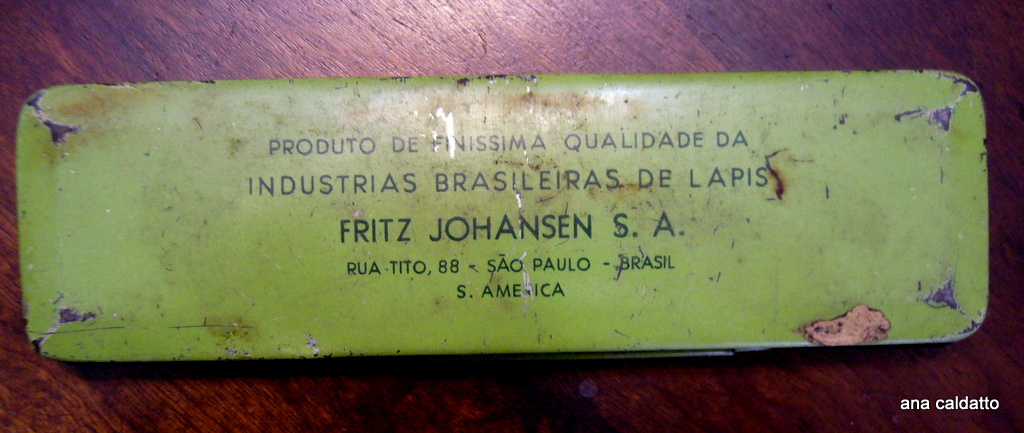 PRODUTO DE FINISSIMA QUALIDADE DA
INDUSTRIAS BRASILEIRAS DE LAPIS
FRITZ JOHANSEN S. A.
RUA TITO, 88 - SÃO PAULO - BRASIL
S. AMERICA
ana caldatto